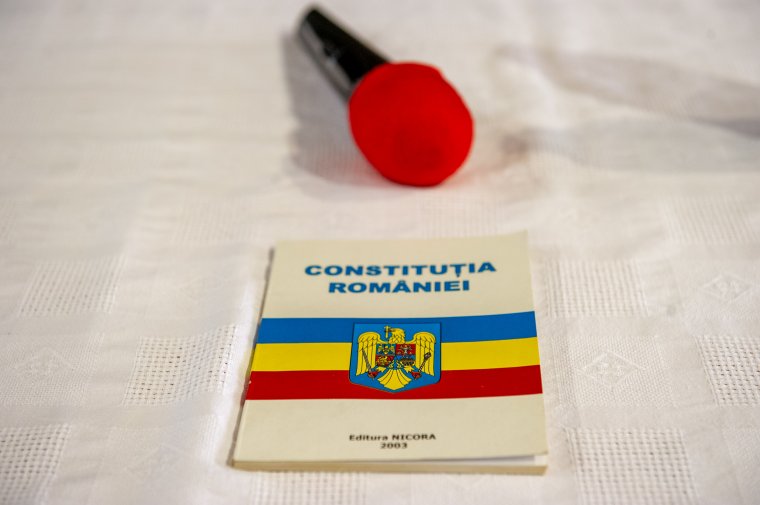 CONSTITUȚIA
ROMÂNIEI
Editura NICORA
2003